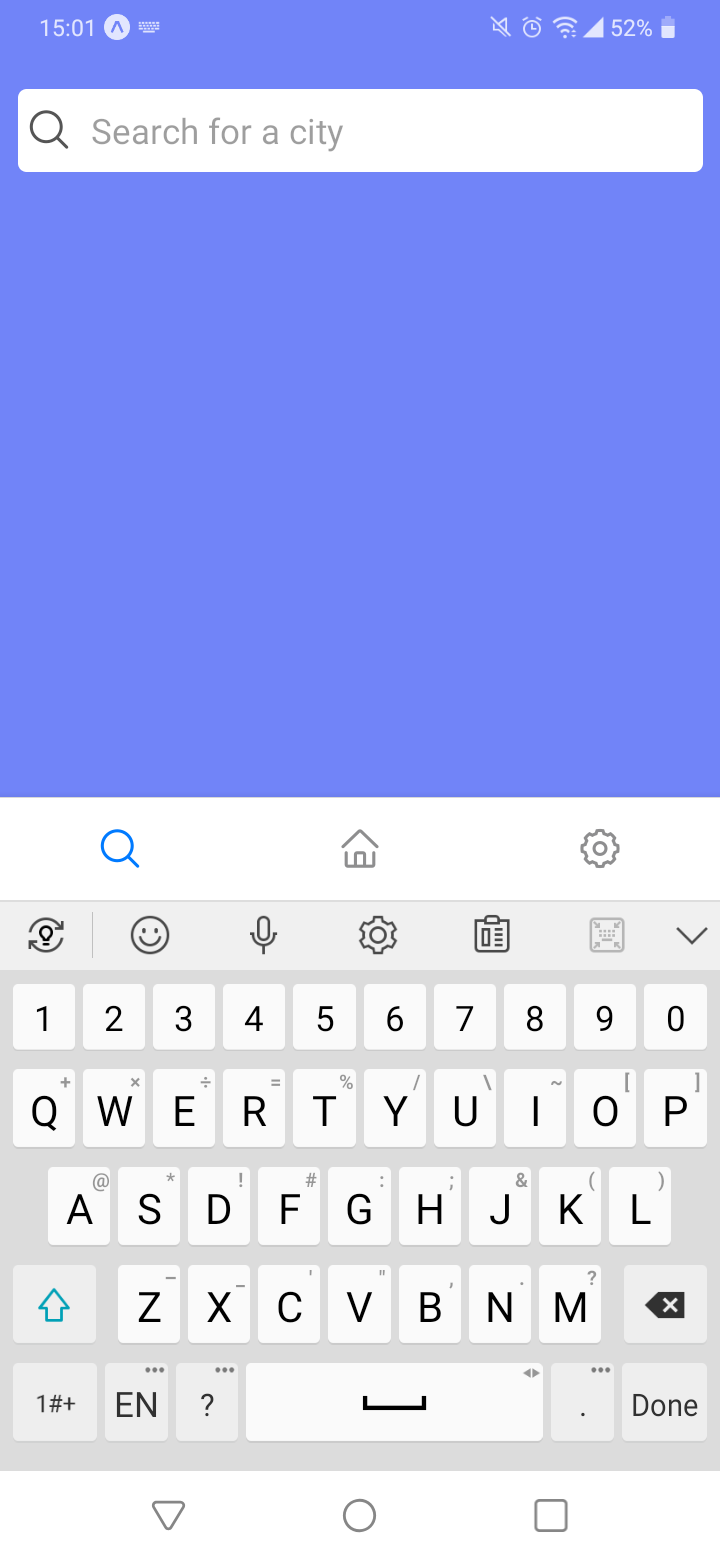 15:01 52%
Search for a city
1 2 3 4 5 6 7 8 9 0
+ × ÷ = % / \ ~ [ ]
Q W E R T Y U I O P
@ * ! # : ; & ( )
A S D F G H J K L
– _ ' " , . ?
Z X C V B N M
1#+ EN ? . Done